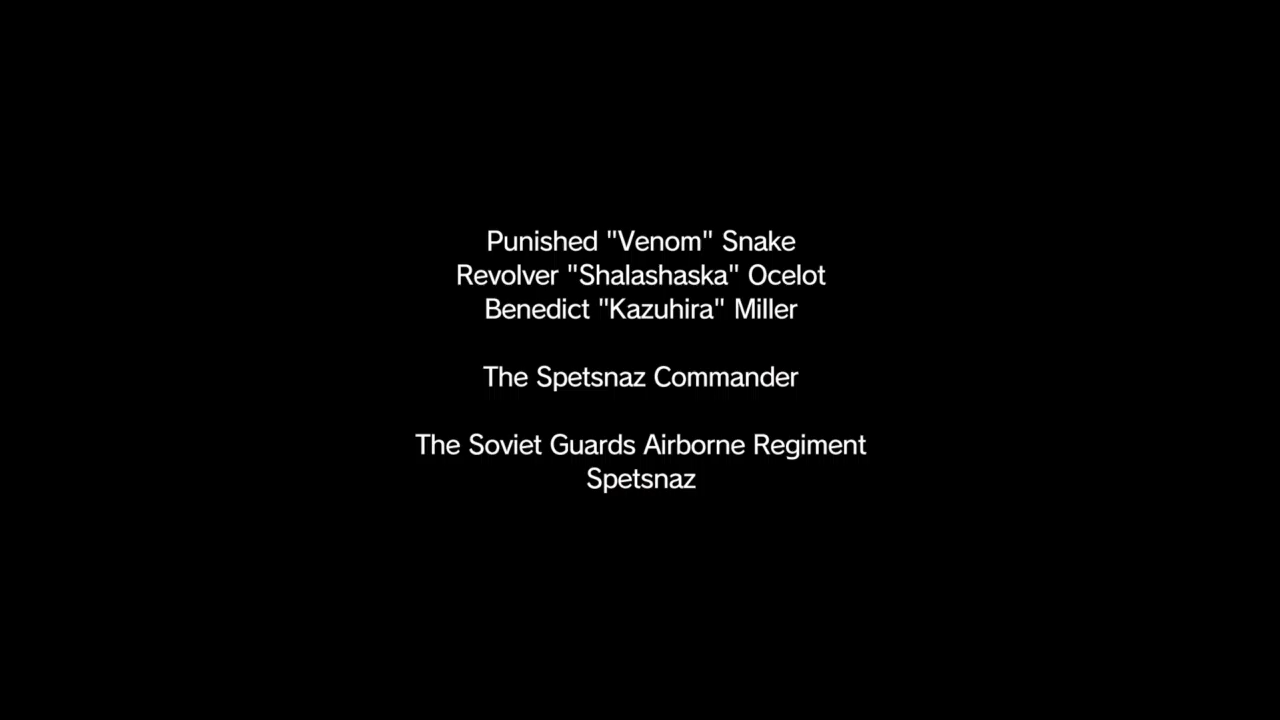 Punished "Venom" Snake
Revolver "Shalashaska" Ocelot
Benedict "Kazuhira" Miller
The Spetsnaz Commander
The Soviet Guards Airborne Regiment
Spetsnaz